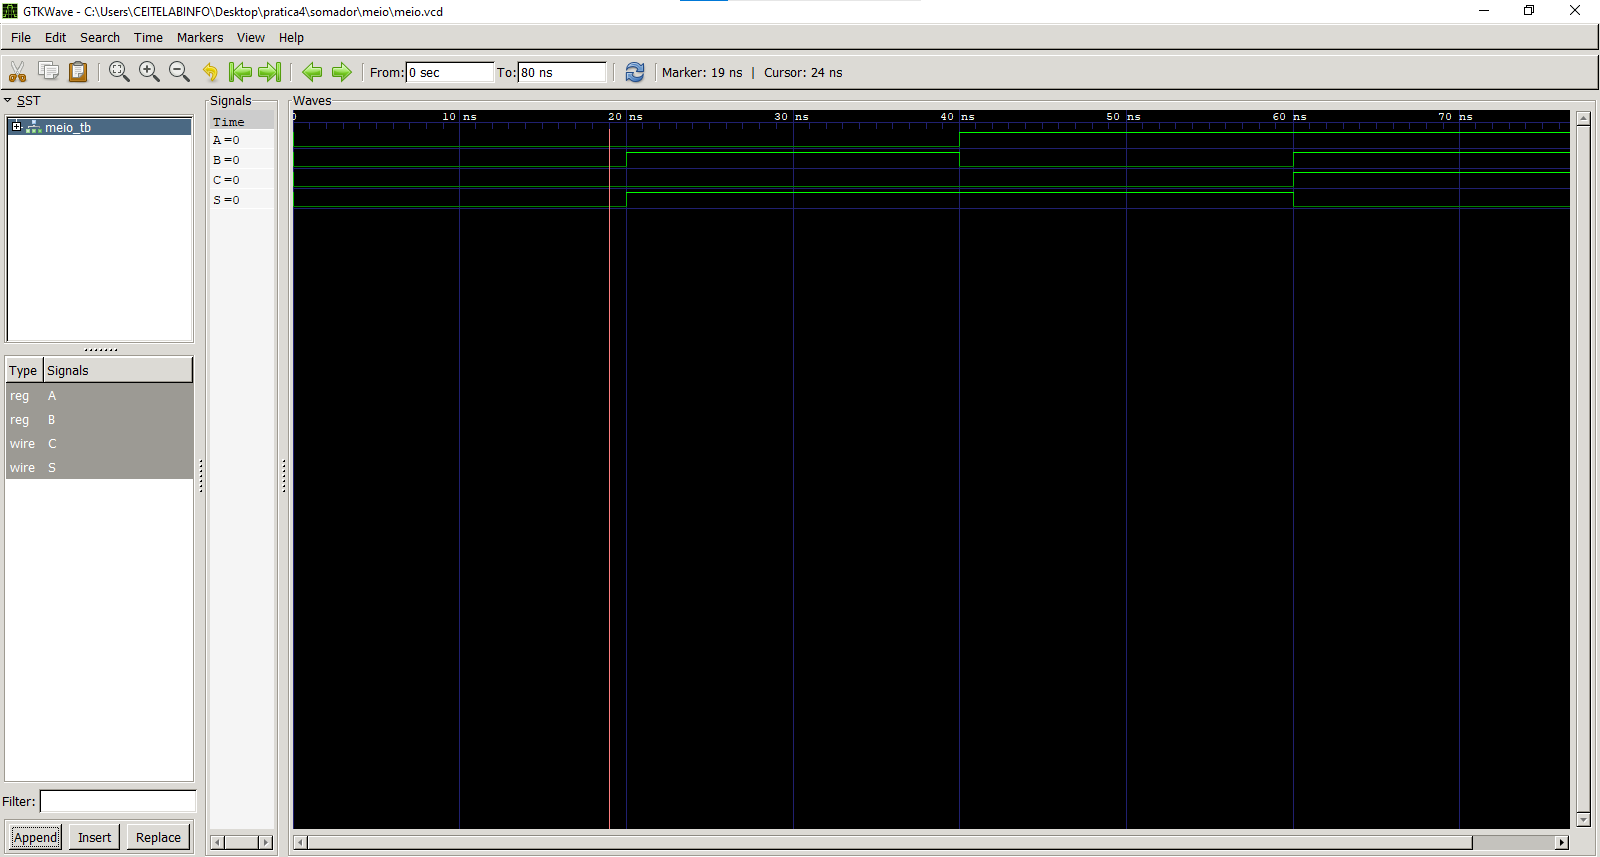 GTKWave - C:\Users\CEITELABINFO\Desktop\pratica4\somador\meio\meio.vcd
File Edit Search Time Markers View Help
From: 0 sec To: 80 ns Marker: 19 ns | Cursor: 24 ns
SST
meio_tb
Type Signals
reg A
reg B
wire C
wire S
Filter:
Append Insert Replace
Signals
Time
A =0
B =0
C =0
S =0
Waves
0 10 ns 20 ns 30 ns 40 ns 50 ns 60 ns 70 ns